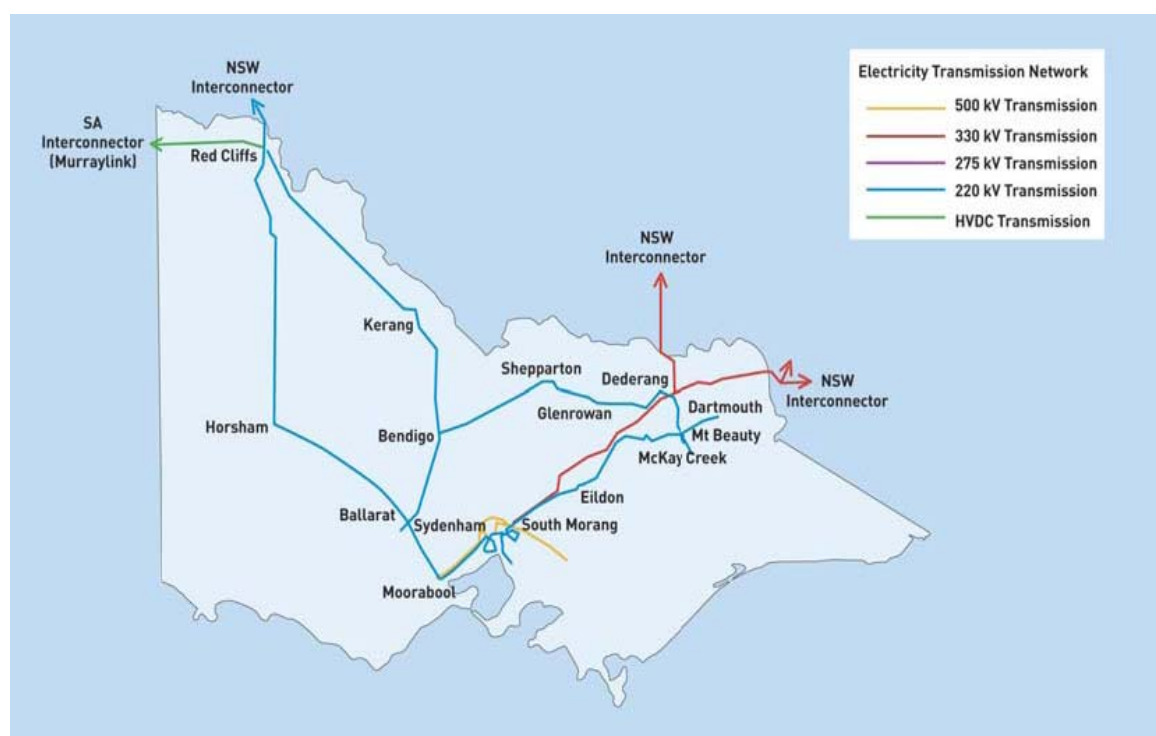 NSW
Interconnector
SA
Interconnector
(Murraylink)
Red Cliffs
Electricity Transmission Network
500 kV Transmission
330 kV Transmission
275 kV Transmission
220 kV Transmission
HVDC Transmission
NSW
Interconnector
Kerang
Shepparton
Dederang
NSW
Interconnector
Glenrowan
Dartmouth
Horsham
Bendigo
Mt Beauty
McKay Creek
Eildon
Ballarat
Sydenham
South Morang
Moorabool